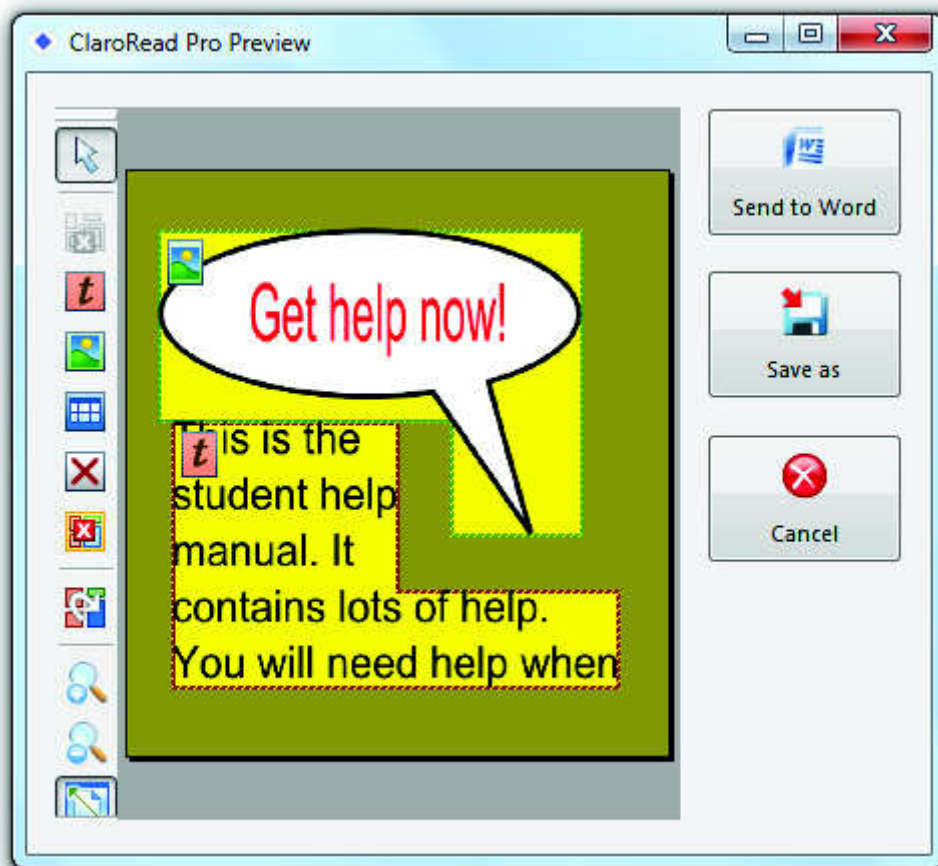 ClaroRead Pro Preview
Send to Word
Save as
Cancel
Get help now!
This is the
student help
manual. It
contains lots of help.
You will need help when